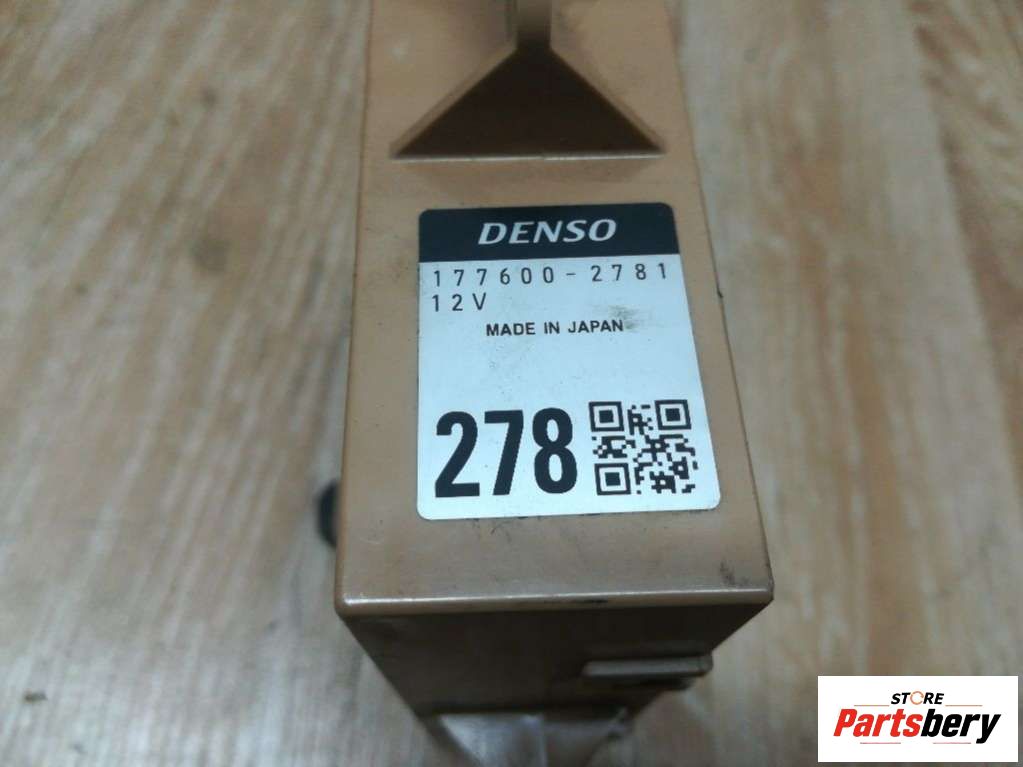 DENSO
177600-2781
12V
MADE IN JAPAN
278
STORE
Partsbery